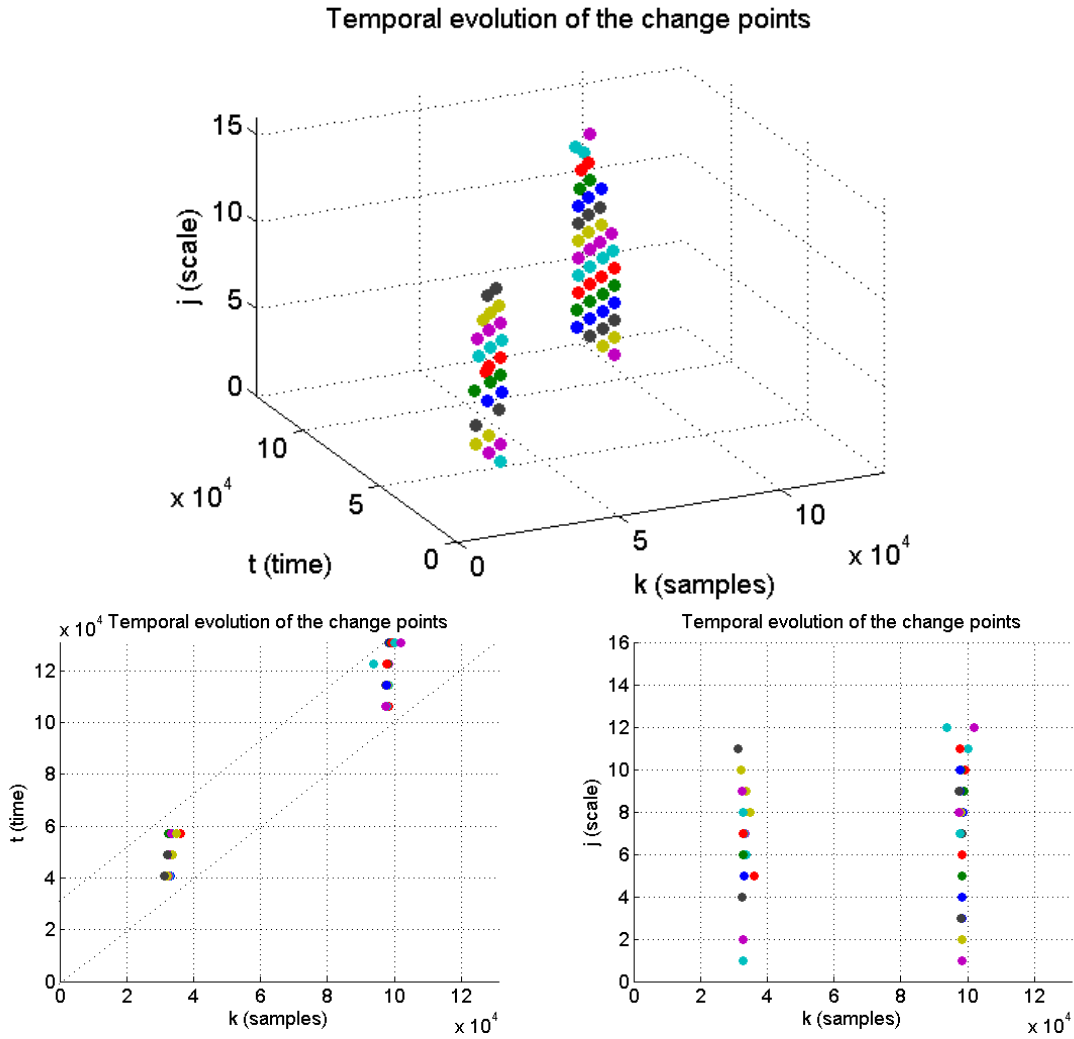 Temporal evolution of the change points
15
10
5
0
j (scale)
10
5
0
x 10^4
t (time)
0
5
10
x 10^4
k (samples)
x 10^4 Temporal evolution of the change points
12
10
8
6
4
2
0
t (time)
0 2 4 6 8 10 12
k (samples)
x 10^4
Temporal evolution of the change points
16
14
12
10
8
6
4
2
0
j (scale)
0 2 4 6 8 10 12
k (samples)
x 10^4